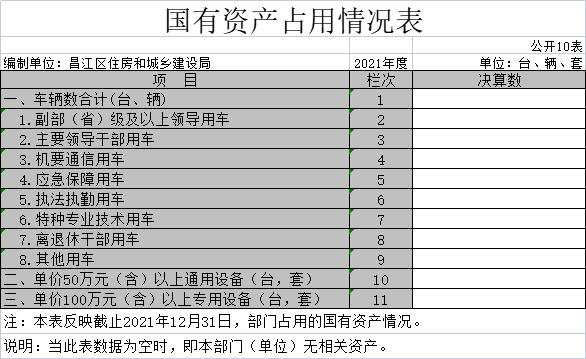 国有资产占用情况表
公开10表
编制单位：昌江区住房和城乡建设局 2021年度 单位：台、辆、套
项 目 栏次 决算数
一、车辆数合计(台、辆) 1
1.副部（省）级及以上领导用车 2
2.主要领导干部用车 3
3.机要通信用车 4
4.应急保障用车 5
5.执法执勤用车 6
6.特种专业技术用车 7
7.离退休干部用车 8
8.其他用车 9
二、单价50万元（含）以上通用设备（台，套） 10
三、单价100万元（含）以上专用设备（台，套） 11
注：本表反映截止2021年12月31日，部门占用的国有资产情况。
说明：当此表数据为空时，即本部门（单位）无相关资产。